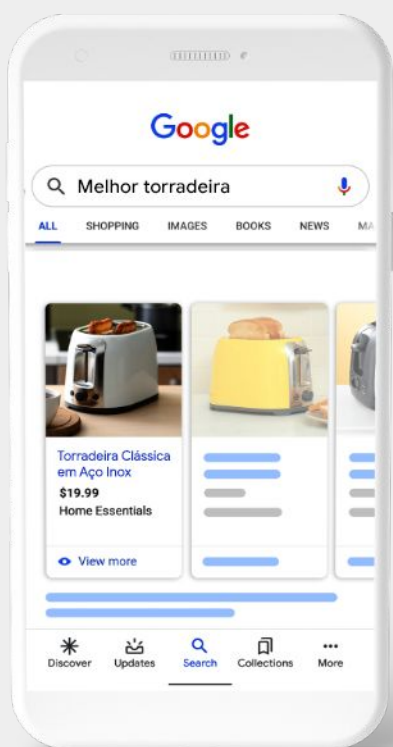 Google
Melhor torradeira
ALL SHOPPING IMAGES BOOKS NEWS MA
Torradeira Clássica
em Aço Inox
$19.99
Home Essentials
View more
Discover Updates Search Collections More